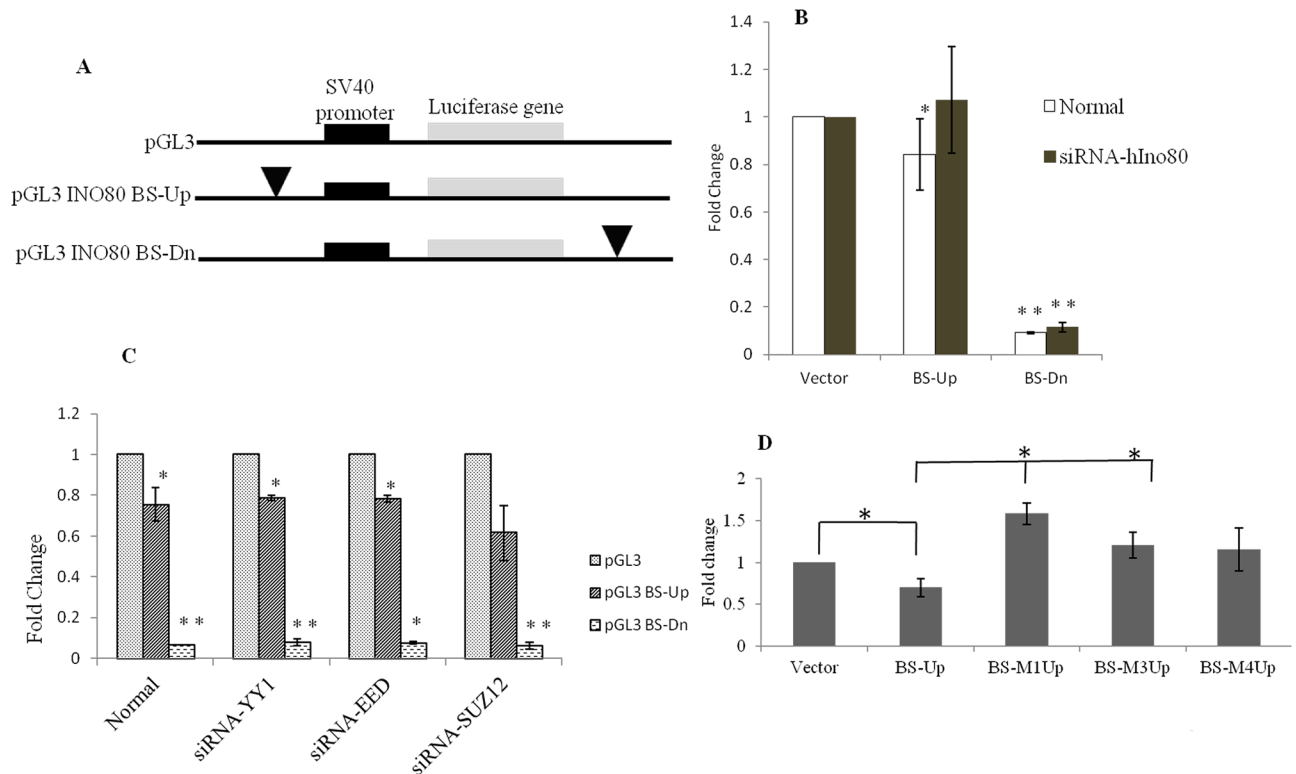 A
SV40
promoter
Luciferase gene
pGL3
pGL3 INO80 BS-Up
pGL3 INO80 BS-Dn
B
1.4
1.2
1
0.8
0.6
0.4
0.2
0
Fold Change
*
* *
* *
Vector
BS-Up
BS-Dn
Normal
siRNA-hIno80
C
1.2
1
0.8
0.6
0.4
0.2
0
Fold Change
*
* *
*
* *
*
*
* *
Normal
siRNA-YY1
siRNA-EED
siRNA-SUZ12
pGL3
pGL3 BS-Up
pGL3 BS-Dn
D
2
1.5
1
0.5
0
Fold change
*
*
*
Vector
BS-Up
BS-M1Up
BS-M3Up
BS-M4Up